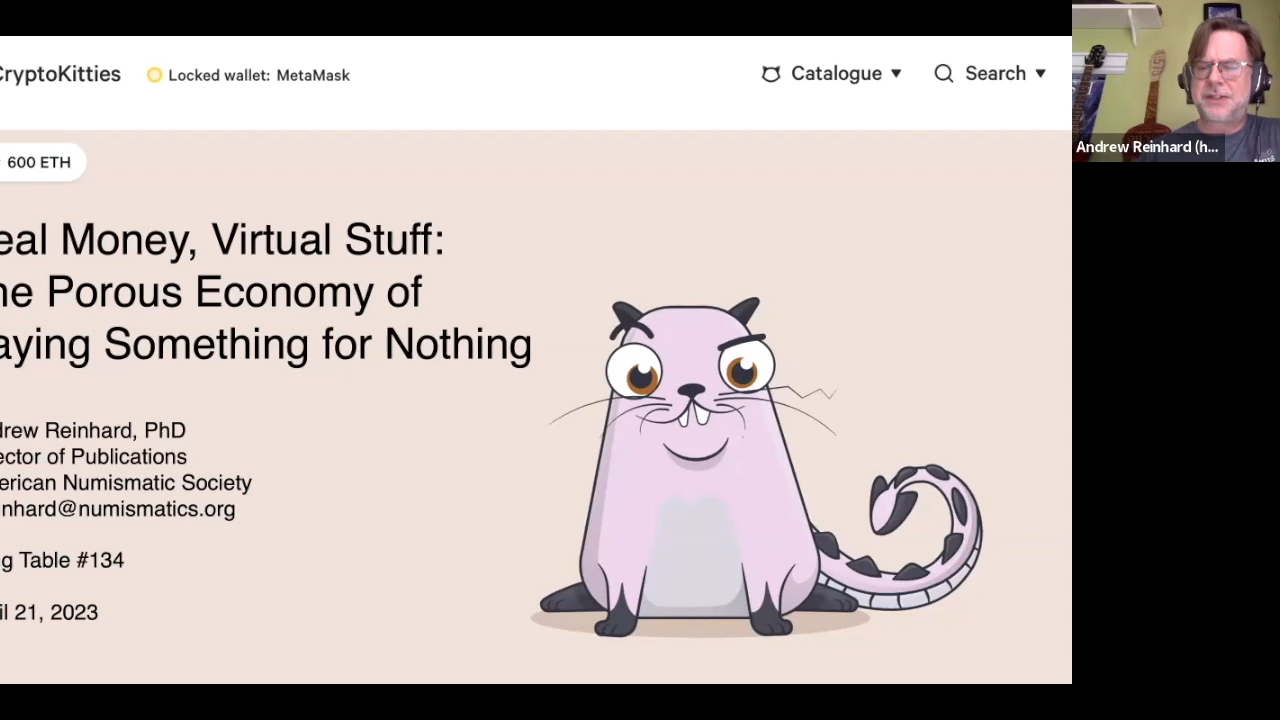 CryptoKitties Locked wallet: MetaMask Catalogue Search
600 ETH
eal Money, Virtual Stuff:
he Porous Economy of
aying Something for Nothing
drew Reinhard, PhD
ector of Publications
erican Numismatic Society
inhard@numismatics.org
g Table #134
il 21, 2023
Andrew Reinhard (h...